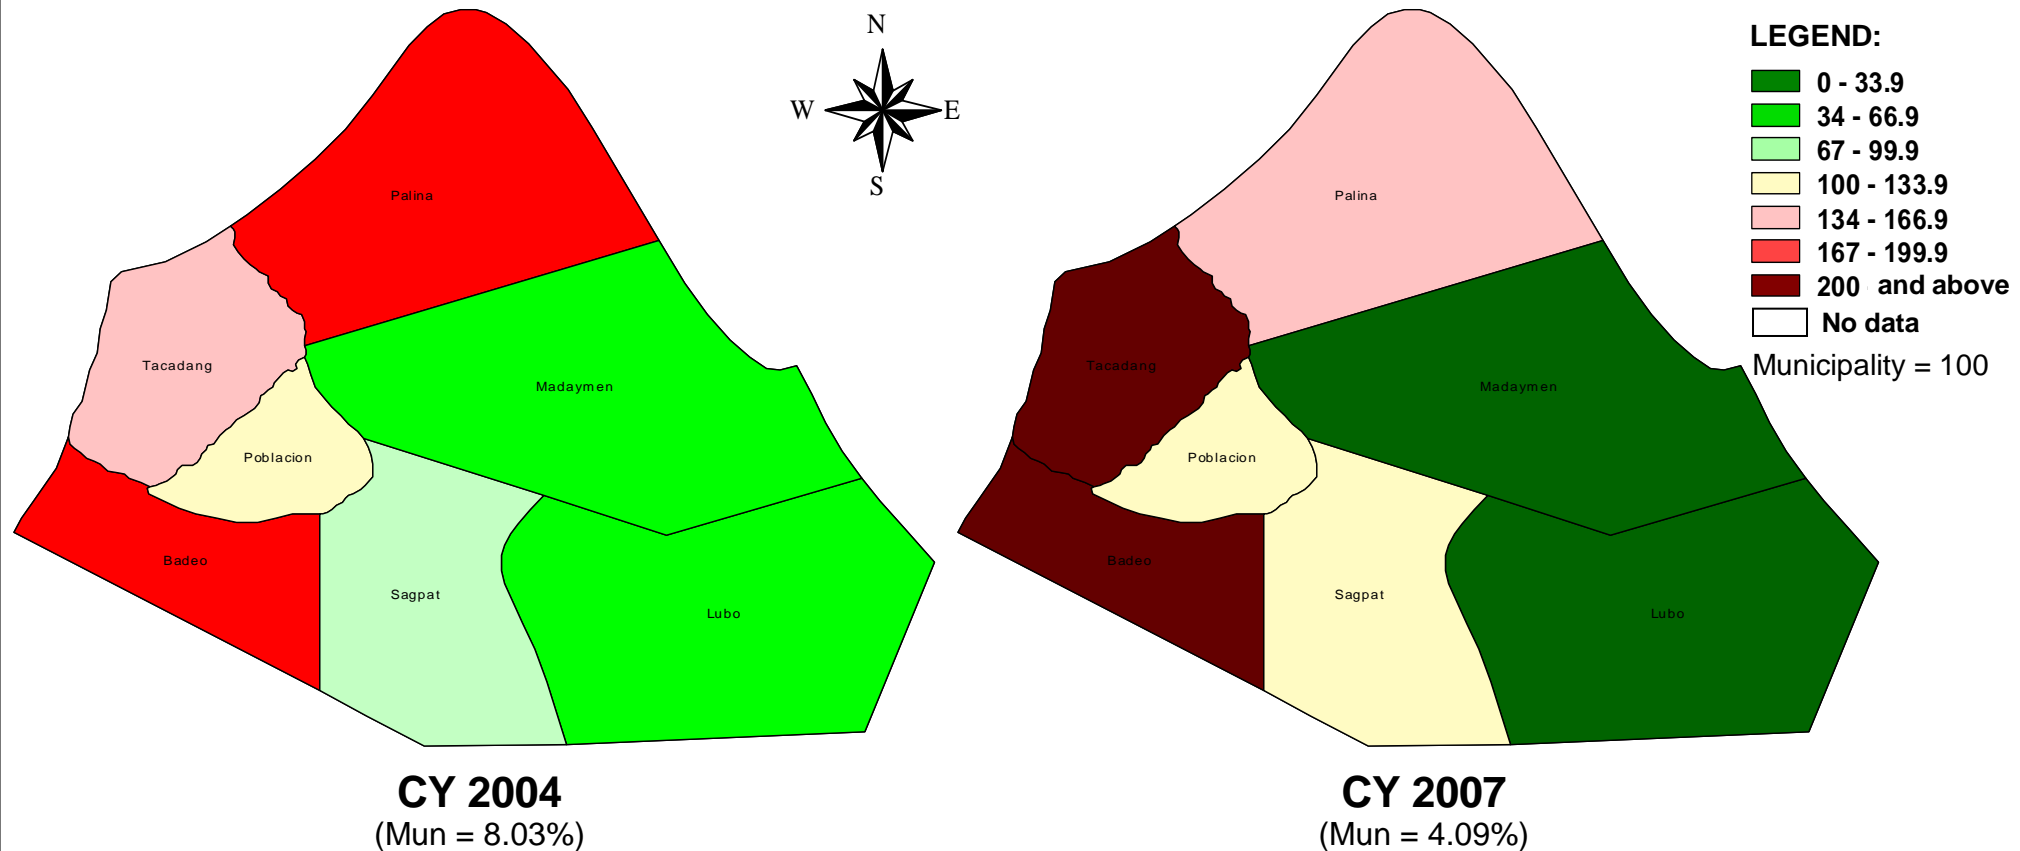 N
W
E
S
Palina
Tacadang
Madaymen
Poblacion
Badeo
Sagpat
Lubo
CY 2004
(Mun = 8.03%)
Palina
Tacadang
Madaymen
Poblacion
Badeo
Sagpat
Lubo
CY 2007
(Mun = 4.09%)
LEGEND:
0 - 33.9
34 - 66.9
67 - 99.9
100 - 133.9
134 - 166.9
167 - 199.9
200 and above
No data
Municipality = 100